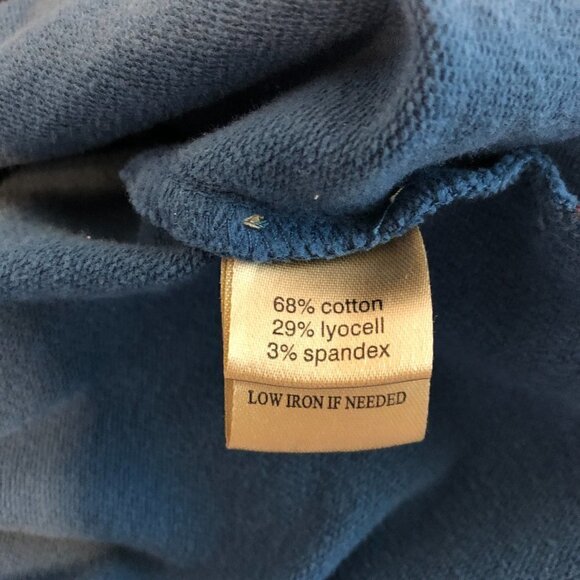 68% cotton
29% lyocell
3% spandex
LOW IRON IF NEEDED